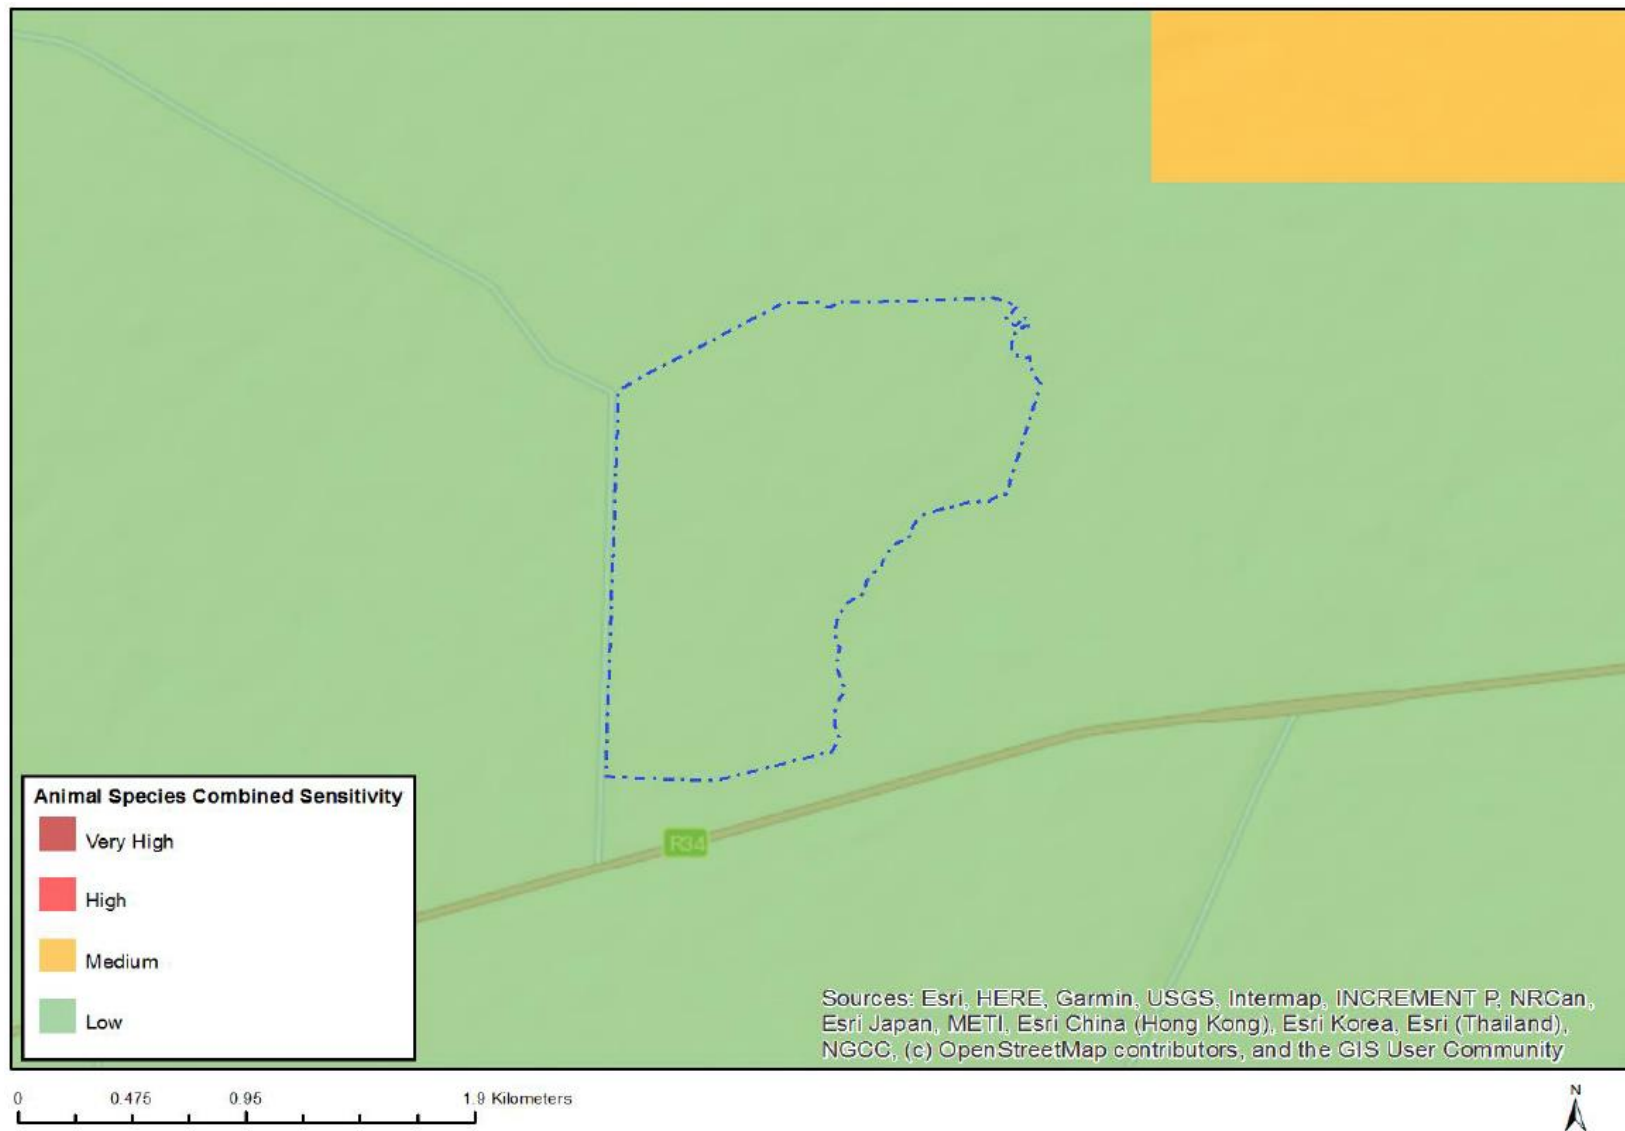 R34
Animal Species Combined Sensitivity
Very High
High
Medium
Low
Sources: Esri, HERE, Garmin, USGS, Intermap, INCREMENT P, NRCan,
Esri Japan, METI, Esri China (Hong Kong), Esri Korea, Esri (Thailand),
NGCC, (c) OpenStreetMap contributors, and the GIS User Community
0 0.475 0.95 1.9 Kilometers
N